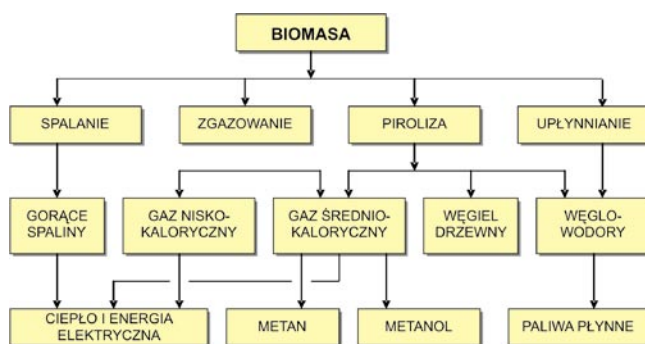 BIOMASA
SPALANIE
ZGAZOWANIE
PIROLIZA
UPŁYNNIANIE
GORĄCE
SPALINY
GAZ NISKO-
KALORYCZNY
GAZ ŚREDNIO-
KALORYCZNY
WĘGIEL
DRZEWNY
WĘGLO-
WODORY
CIEPŁO I ENERGIA
ELEKTRYCZNA
METAN
METANOL
PALIWA PŁYNNE